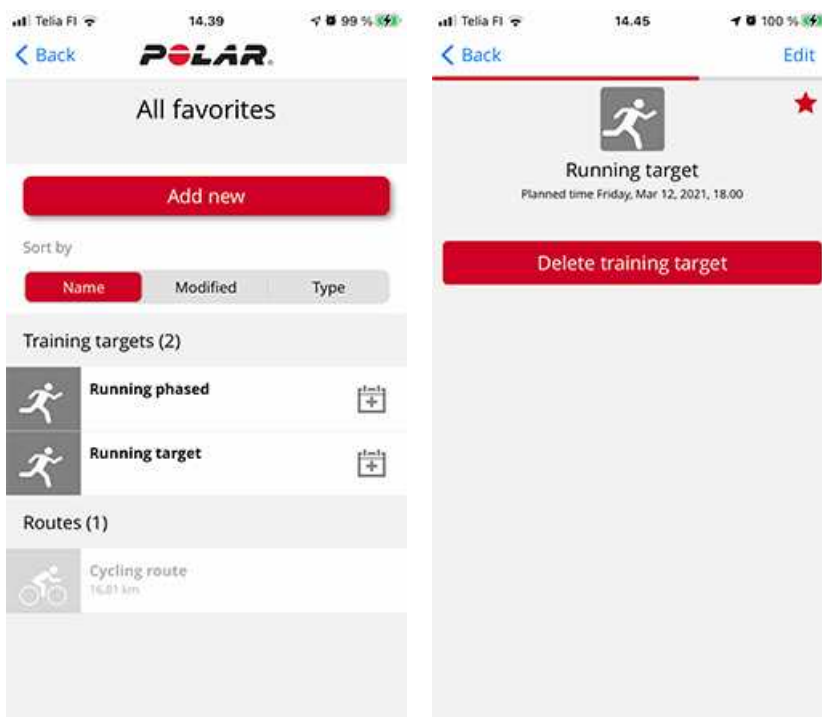 Telia FI 14.39 99 %
Back POLAR.
All favorites
Add new
Sort by
Name Modified Type
Training targets (2)
Running phased
Running target
Routes (1)
Cycling route
16,81 km
Telia FI 14.45 100 %
Back Edit
Running target
Planned time Friday, Mar 12, 2021, 18.00
Delete training target